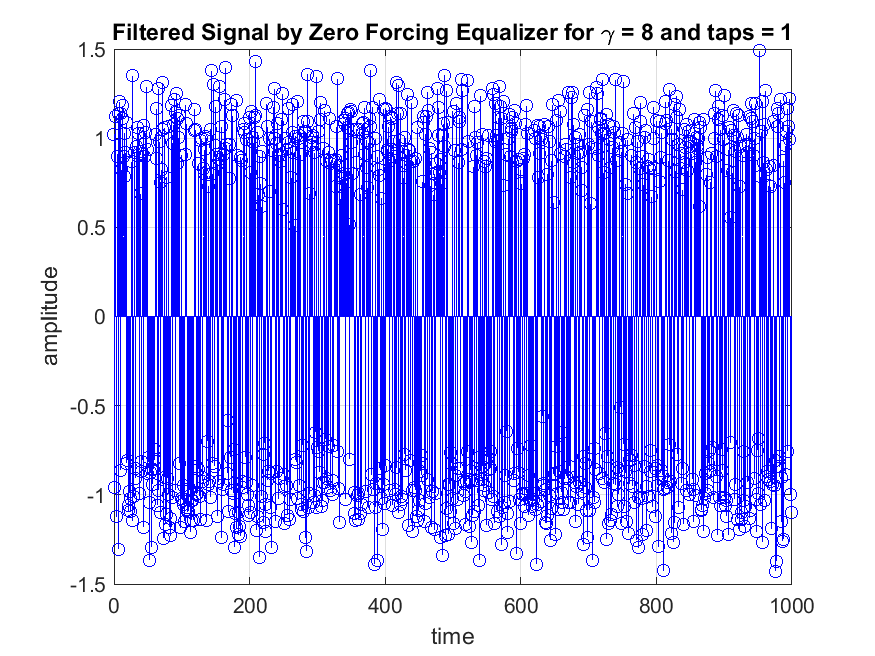 Filtered Signal by Zero Forcing Equalizer for γ = 8 and taps = 1
1.5
1
0.5
0
-0.5
-1
-1.5
amplitude
0 200 400 600 800 1000
time